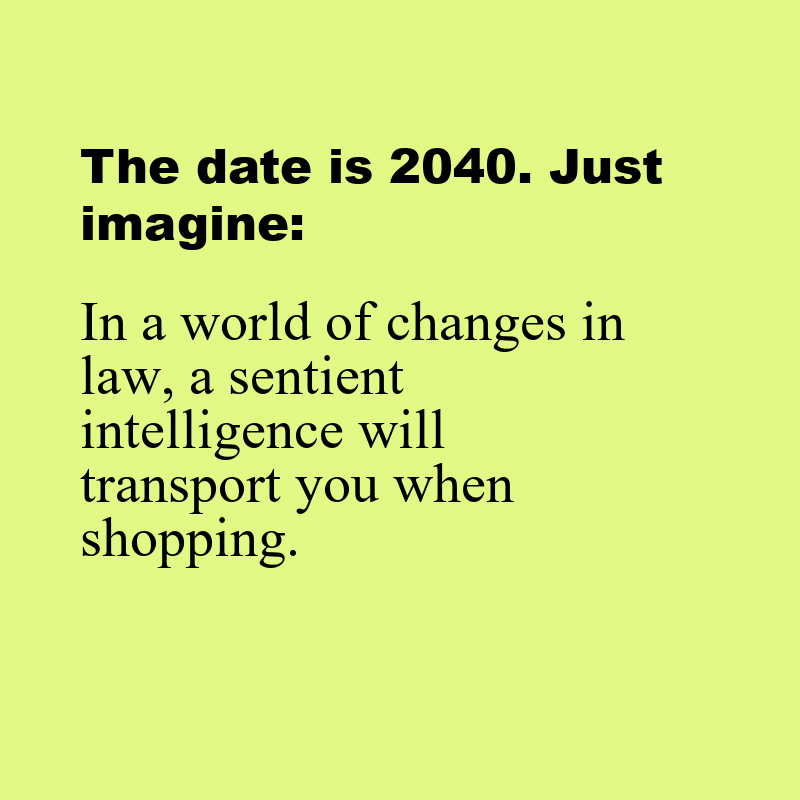 The date is 2040. Just
imagine:
In a world of changes in
law, a sentient
intelligence will
transport you when
shopping.